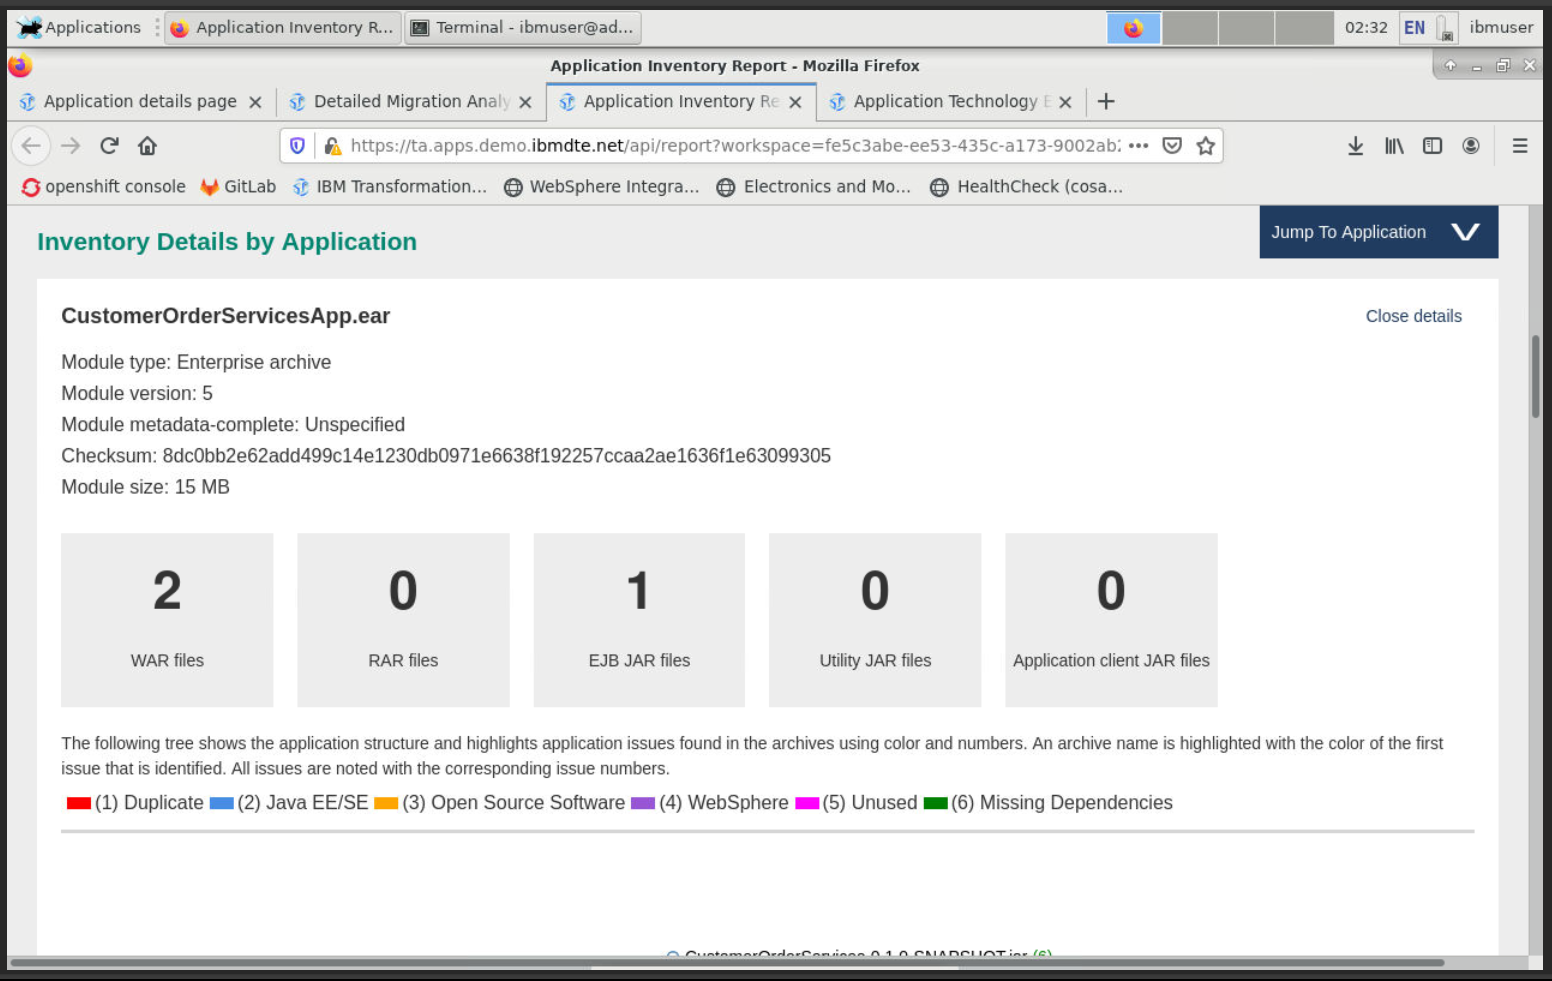 Applications
Application Inventory R...
Terminal - ibmuser@ad...
02:32
EN
ibmuser
Application Inventory Report - Mozilla Firefox
Application details page
Detailed Migration Analy
Application Inventory Re
Application Technology E
https://ta.apps.demo.ibmdte.net/api/report?workspace=fe5c3abe-ee53-435c-a173-9002ab2
openshift console
GitLab
IBM Transformation...
WebSphere Integra...
Electronics and Mo...
HealthCheck (cosa...
Inventory Details by Application
Jump To Application
CustomerOrderServicesApp.ear
Close details
Module type: Enterprise archive
Module version: 5
Module metadata-complete: Unspecified
Checksum: 8dc0bb2e62add499c14e1230db0971e6638f192257ccaa2ae1636f1e63099305
Module size: 15 MB
2
WAR files
0
RAR files
1
EJB JAR files
0
Utility JAR files
0
Application client JAR files
The following tree shows the application structure and highlights application issues found in the archives using color and numbers. An archive name is highlighted with the color of the first
issue that is identified. All issues are noted with the corresponding issue numbers.
(1) Duplicate (2) Java EE/SE (3) Open Source Software (4) WebSphere (5) Unused (6) Missing Dependencies
CustomerOrderServices-0.1.0-SNAPSHOT.jar (6)